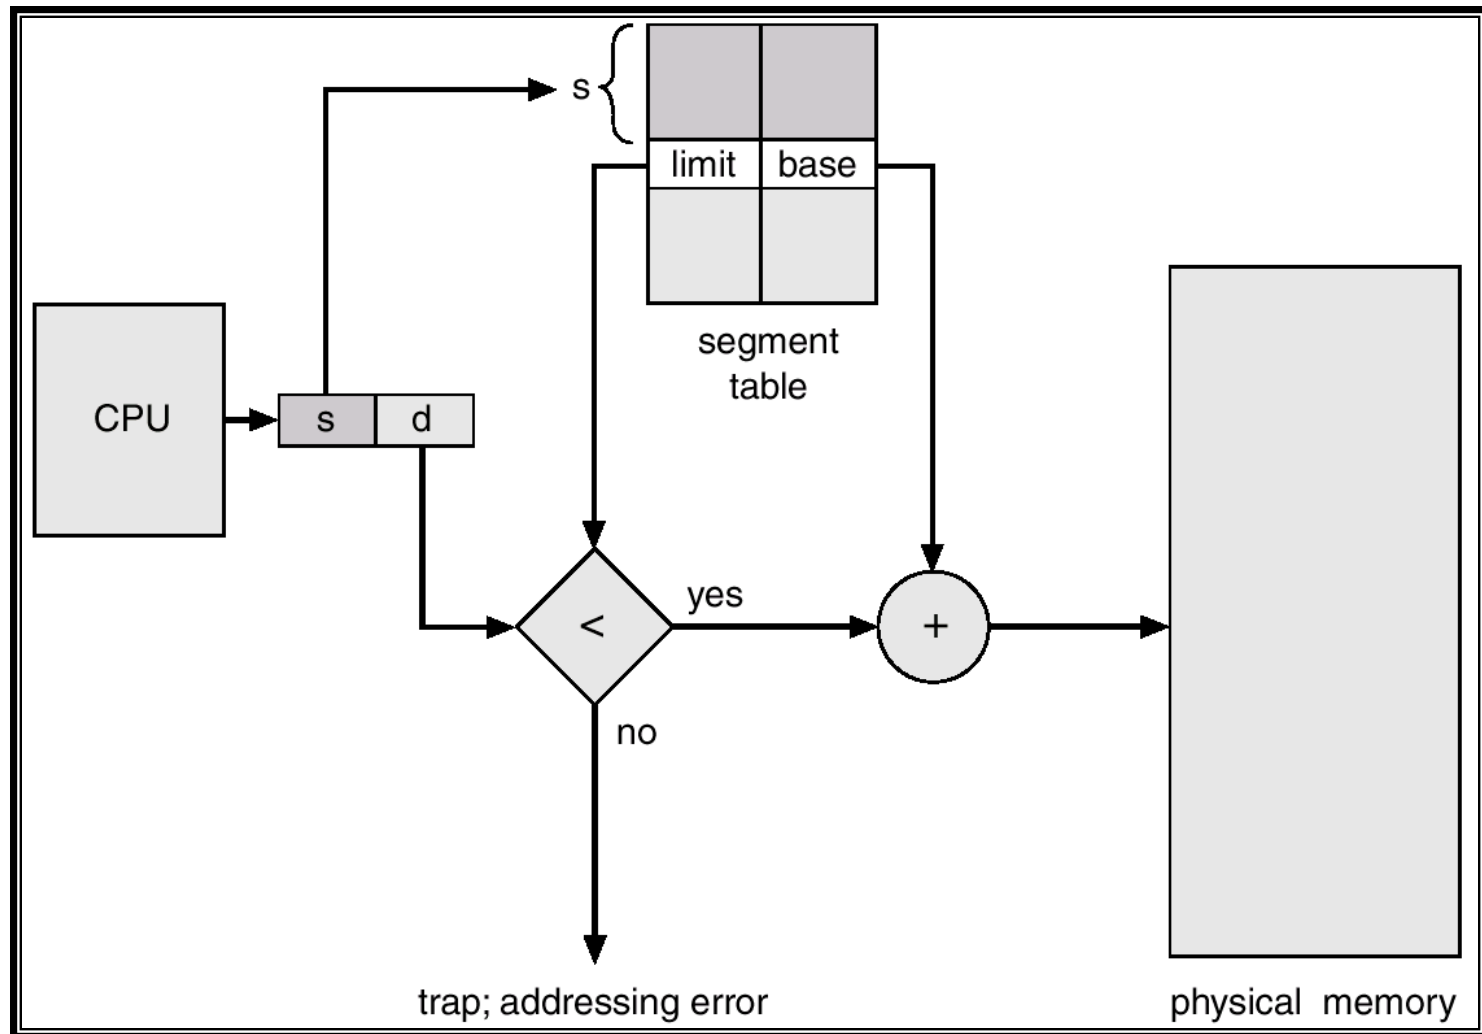 s
limit base
segment
table
CPU
s d
yes
<
+
no
trap; addressing error
physical memory